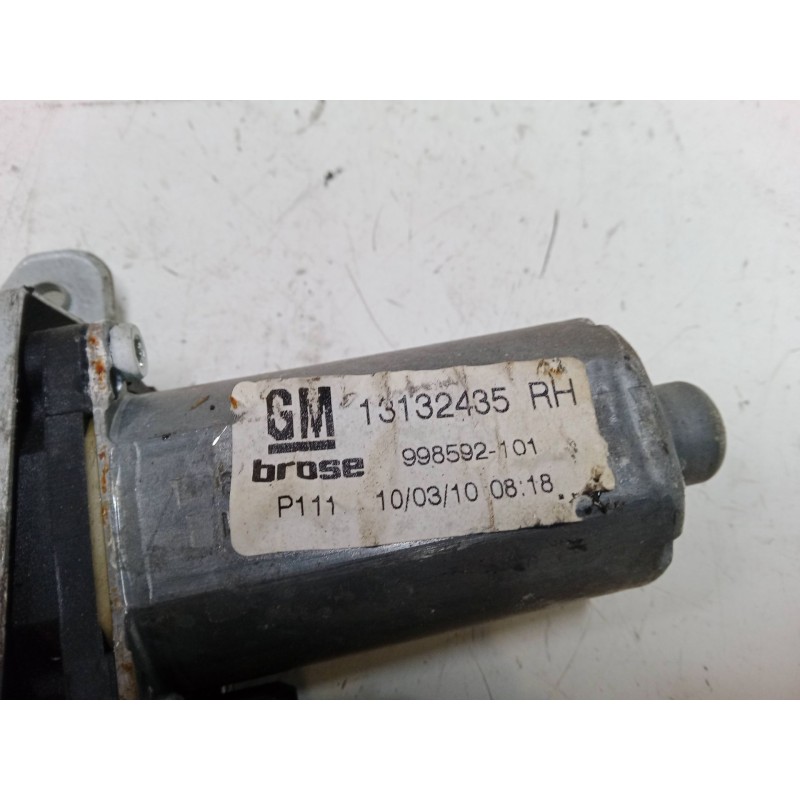 GM 13132435 RH
brose 998592-101
P111 10/03/10 08:18